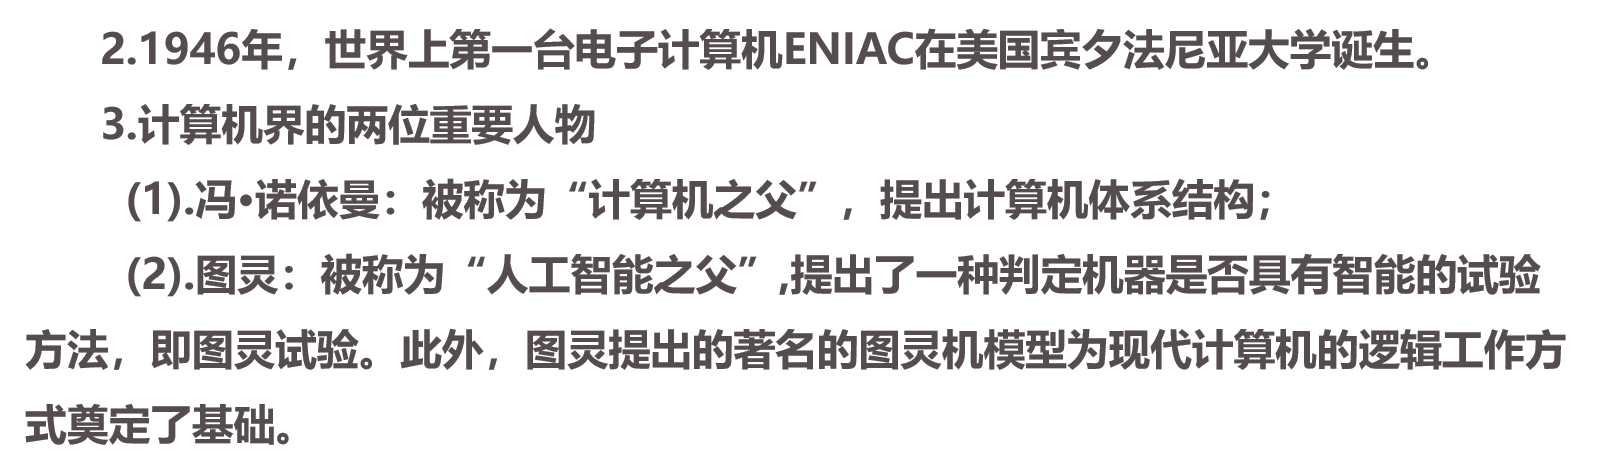 2.1946年，世界上第一台电子计算机ENIAC在美国宾夕法尼亚大学诞生。
3.计算机界的两位重要人物
(1).冯•诺依曼：被称为“计算机之父”，提出计算机体系结构；
(2).图灵：被称为“人工智能之父”,提出了一种判定机器是否具有智能的试验
方法，即图灵试验。此外，图灵提出的著名的图灵机模型为现代计算机的逻辑工作方
式奠定了基础。